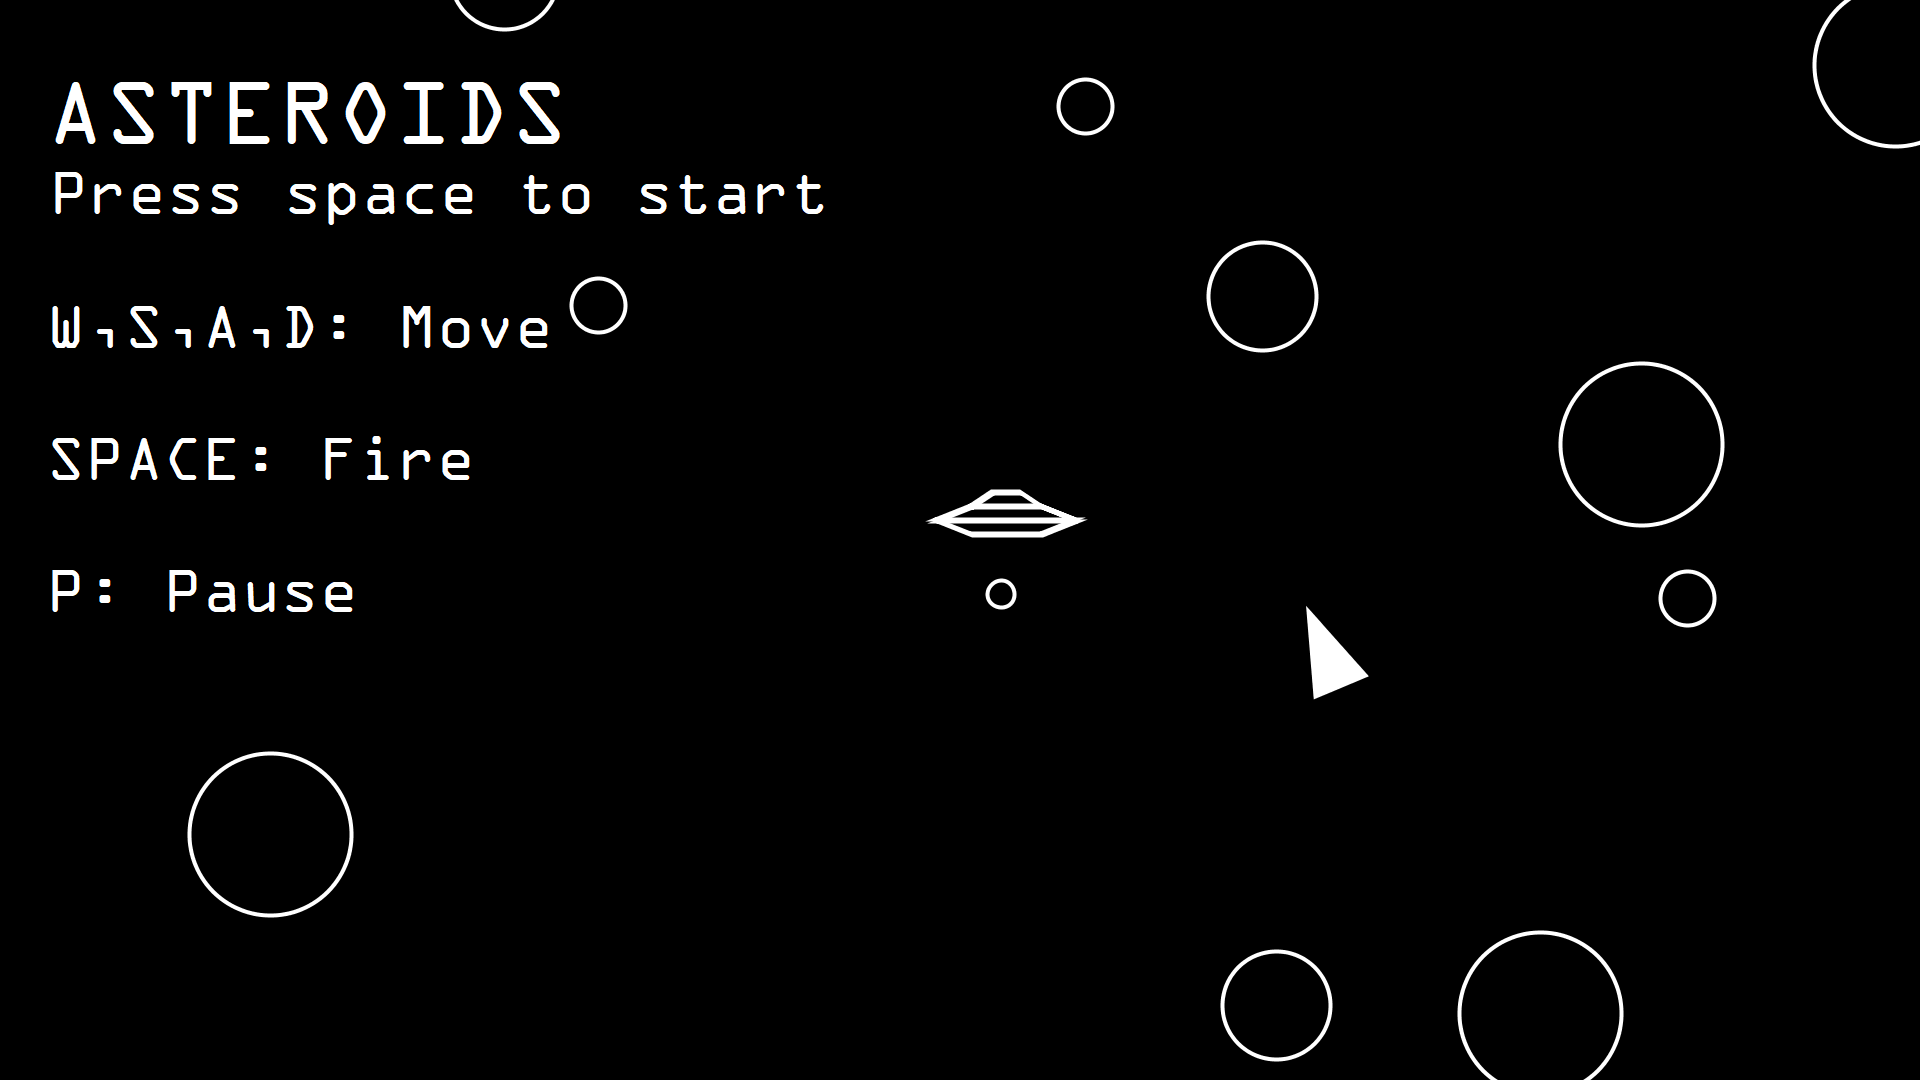 ASTEROIDS
Press space to start
W,S,A,D: Move
SPACE: Fire
P: Pause